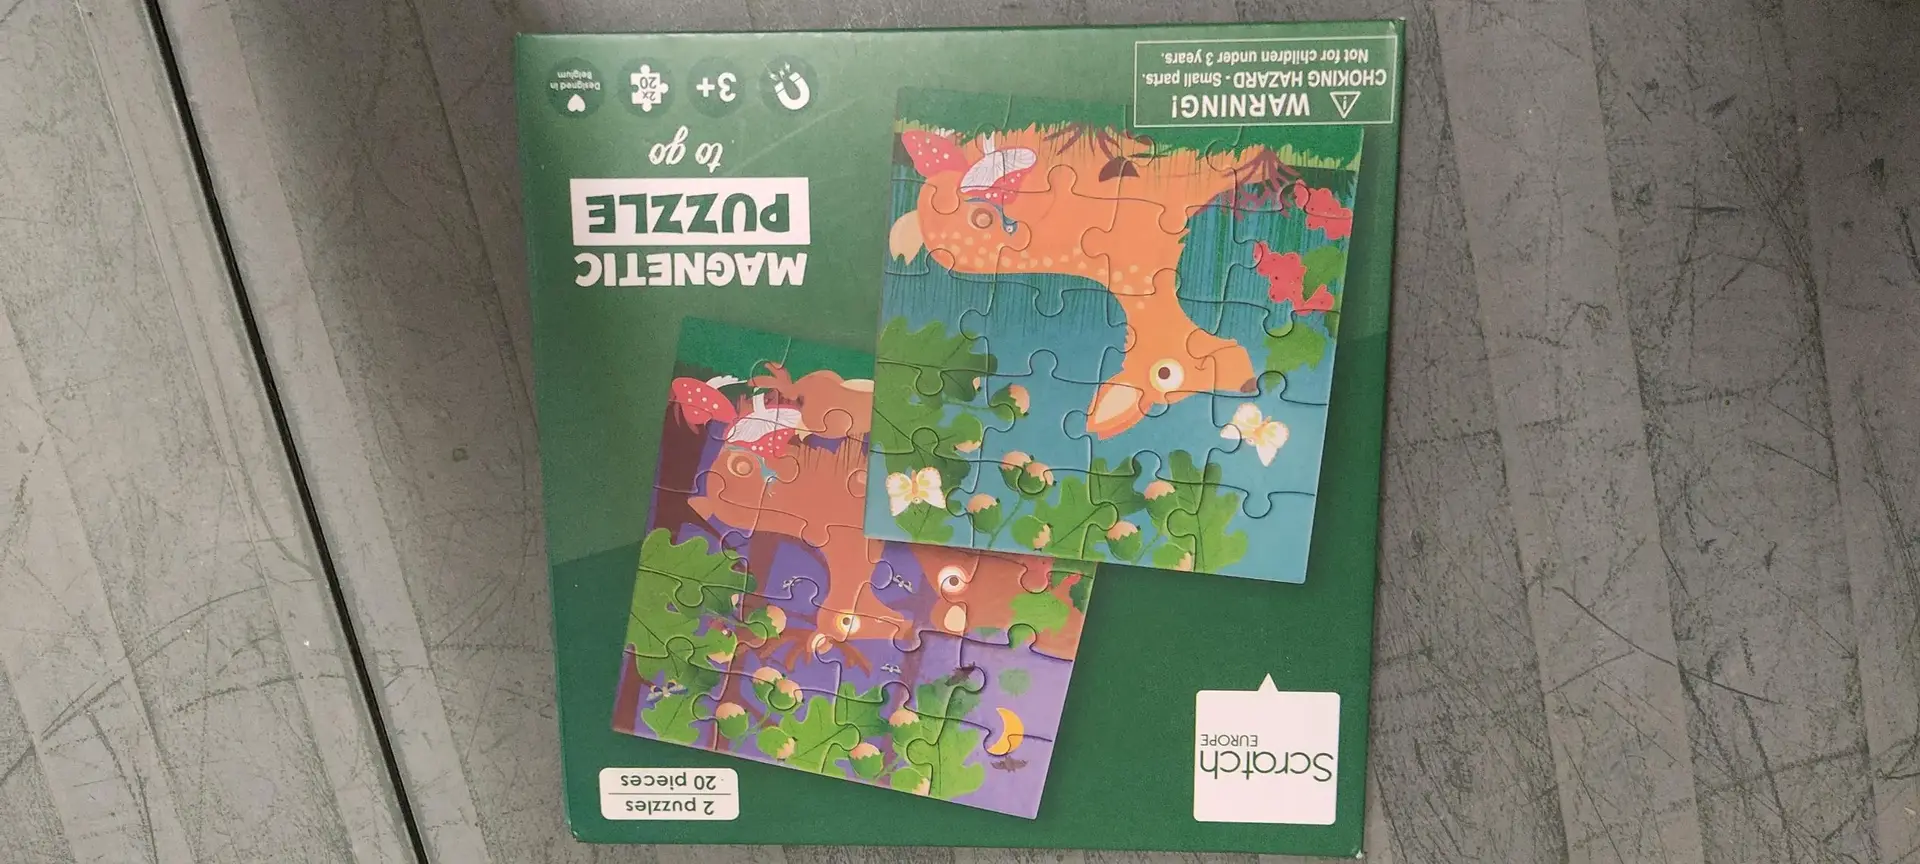 Scratch
EUROPE
2 puzzles
20 pieces
MAGNETIC
PUZZLE
to go
3+
2x
20
Designed in
Belgium
WARNING!
CHOKING HAZARD - Small parts.
Not for children under 3 years.